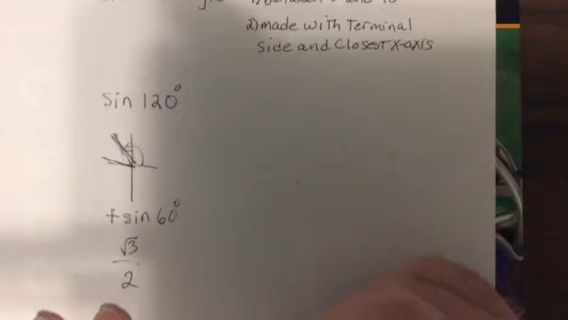 2) made with Terminal
Side and Closest X-axis
Sin 120°
+ sin 60°
√3
2